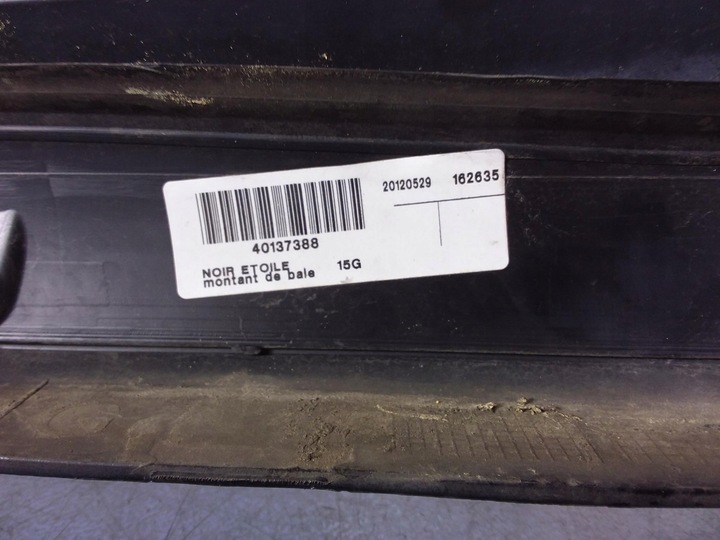 20120529 162635
40137388
NOIR ETOILE 15G
montant de baie